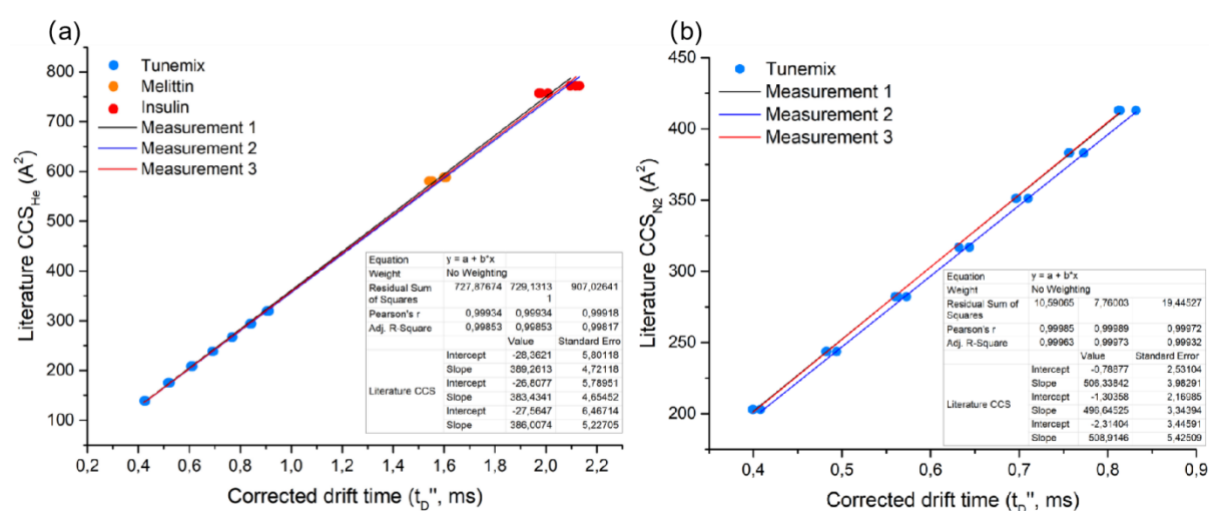 (a)
Tunemix
Melittin
Insulin
Measurement 1
Measurement 2
Measurement 3
Literature CCS_He (A²)
800
700
600
500
400
300
200
100
Equation y = a + b*x
Weight No Weighting
Residual Sum of Squares 727,87674 729,13131 907,02641
Pearson's r 0,99934 0,99934 0,99918
Adj. R-Square 0,99853 0,99853 0,99817
Value Standard Erro
Literature CCS
Intercept -28,3621 5,80118
Slope 389,2613 4,72118
Intercept -26,8077 5,78951
Slope 383,4341 4,65452
Intercept -27,5647 6,46714
Slope 386,0074 5,22705
0,2 0,4 0,6 0,8 1,0 1,2 1,4 1,6 1,8 2,0 2,2
Corrected drift time (t_D", ms)
(b)
Tunemix
Measurement 1
Measurement 2
Measurement 3
Literature CCS_N2 (A²)
450
400
350
300
250
200
Equation y = a + b*x
Weight No Weighting
Residual Sum of Squares 10,59065 7,76003 19,44527
Pearson's r 0,99985 0,99989 0,99972
Adj. R-Square 0,99963 0,99973 0,99932
Value Standard Error
Literature CCS
Intercept -0,78877 2,53104
Slope 506,33842 3,98291
Intercept -1,30358 2,16985
Slope 496,64525 3,34394
Intercept -2,31404 3,44591
Slope 508,9146 5,42509
0,4 0,5 0,6 0,7 0,8 0,9
Corrected drift time (t_D", ms)